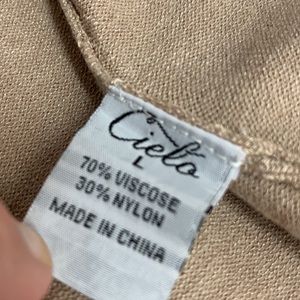 Cielo
L
70% VISCOSE
30% NYLON
MADE IN CHINA